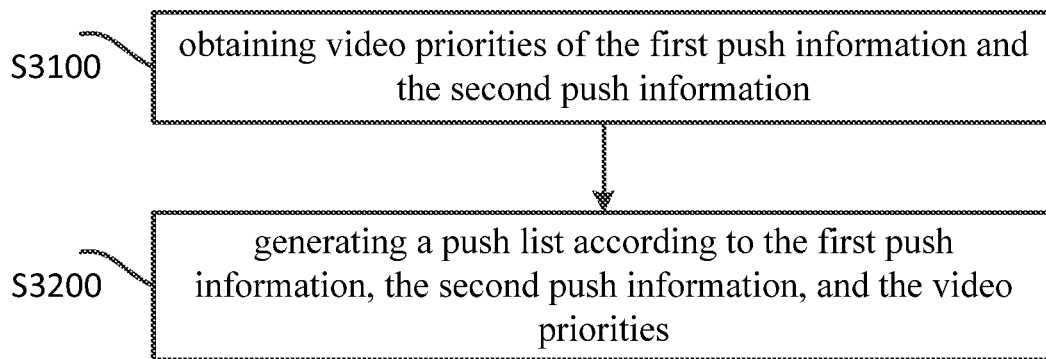 S3100
obtaining video priorities of the first push information and
the second push information
S3200
generating a push list according to the first push
information, the second push information, and the video
priorities